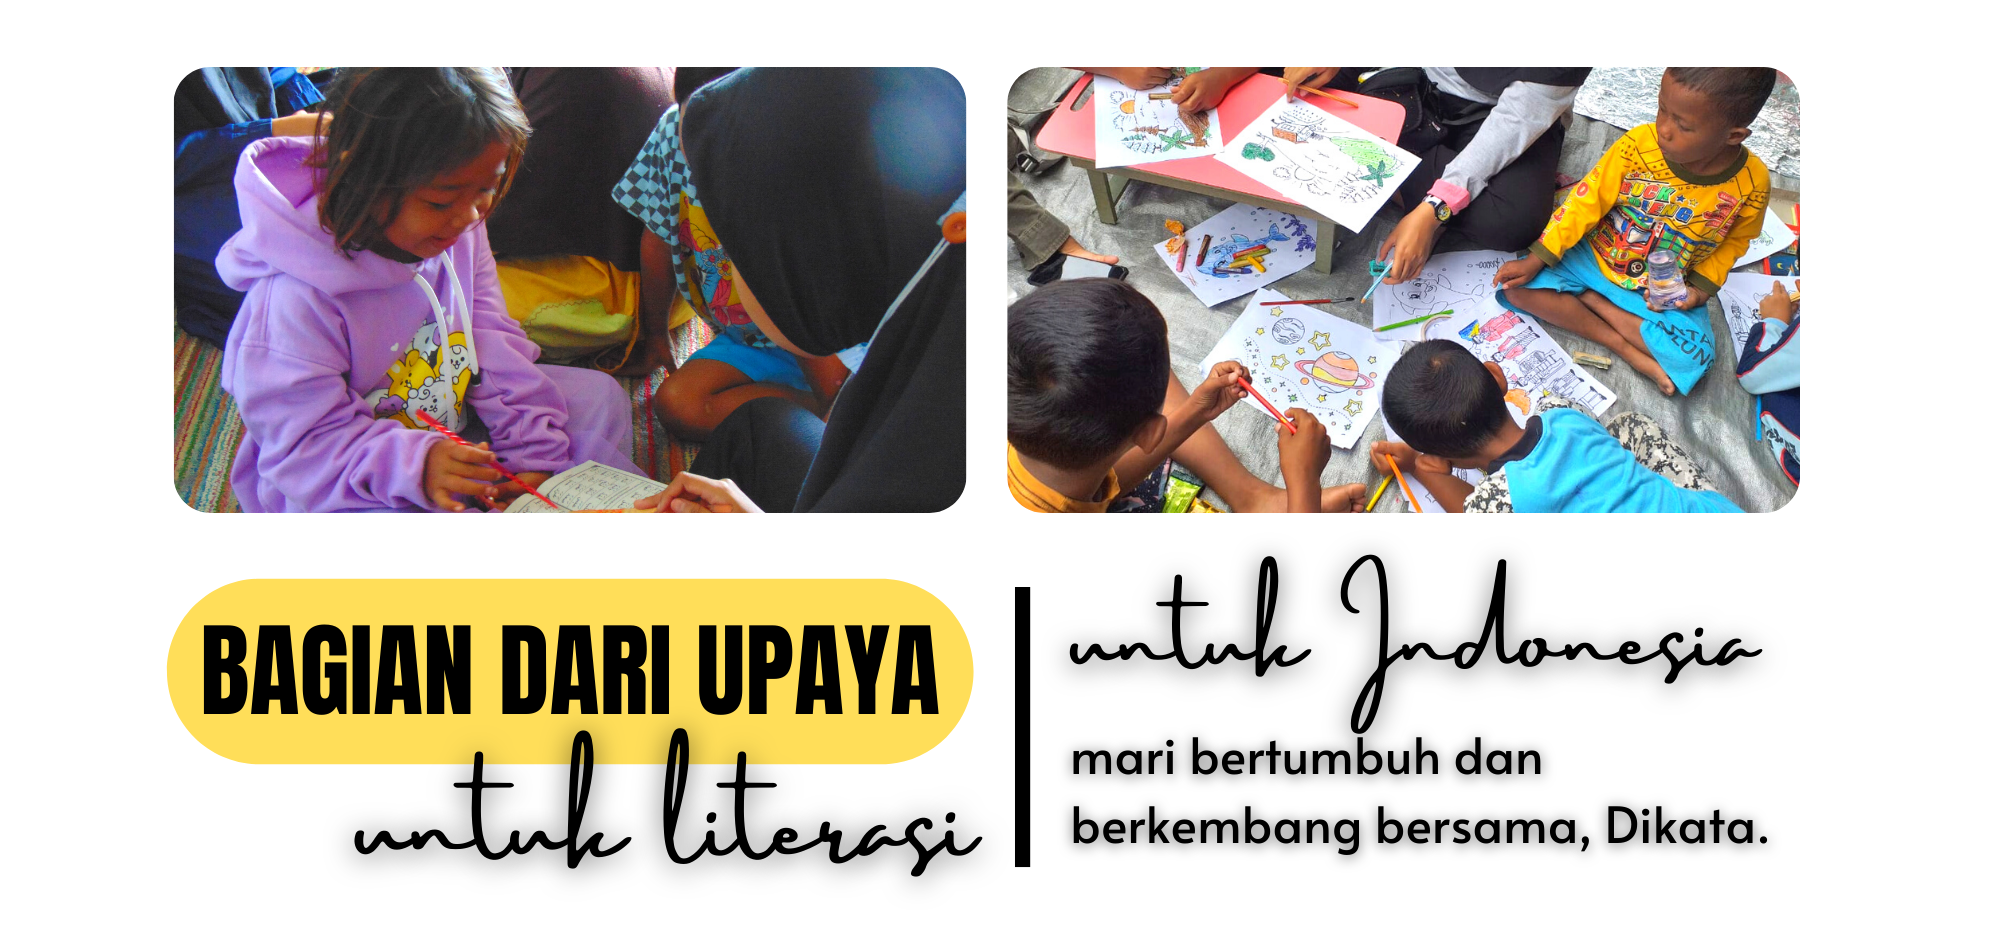 BAGIAN DARI UPAYA
untuk literasi
untuk Indonesia
mari bertumbuh dan
berkembang bersama, Dikata.